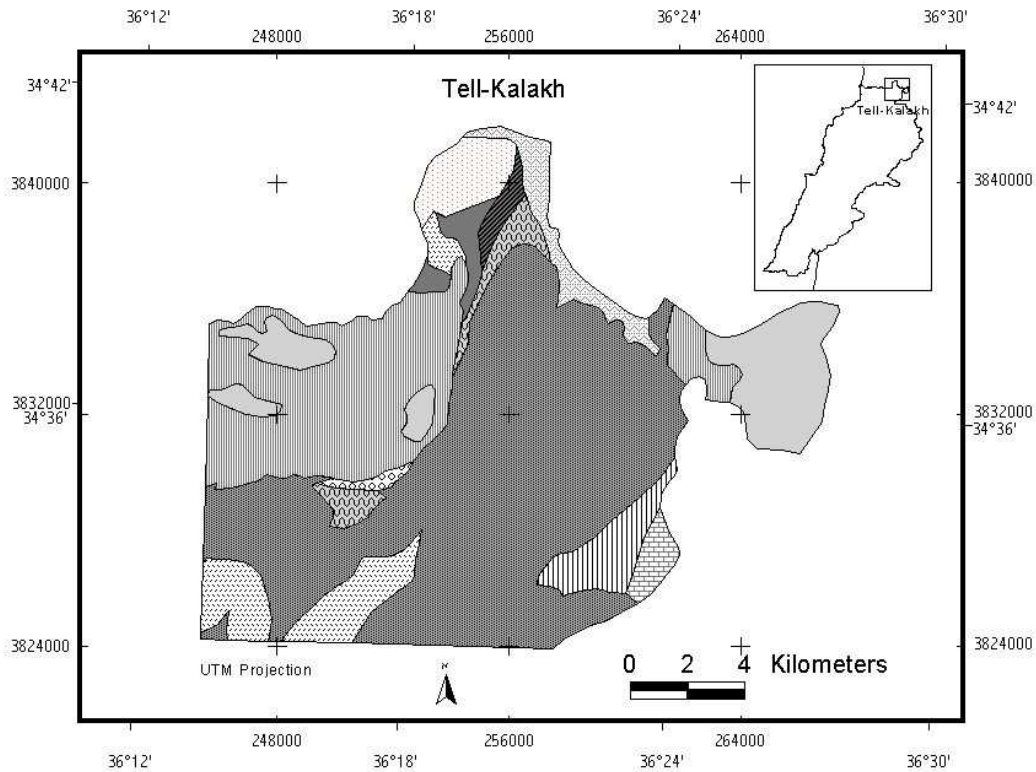 36°12' 36°18' 36°24' 36°30'
248000 256000 264000
34°42' Tell-Kalakh 34°42'
Tell-Kalakh
3840000 3840000
3832000 3832000
34°36' 34°36'
3824000 3824000
UTM Projection N 0 2 4 Kilometers
248000 256000 264000
36°12' 36°18' 36°24' 36°30'